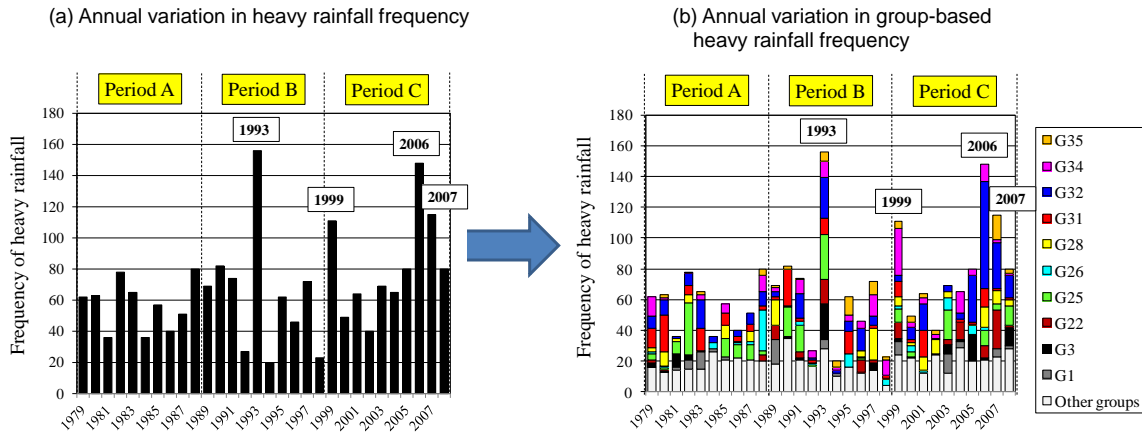 (a) Annual variation in heavy rainfall frequency
Period A
Period B
Period C
Frequency of heavy rainfall
180
160
140
120
100
80
60
40
20
0
1993
1999
2006
2007
1979
1981
1983
1985
1987
1989
1991
1993
1995
1997
1999
2001
2003
2005
2007
(b) Annual variation in group-based
heavy rainfall frequency
Period A
Period B
Period C
Frequency of heavy rainfall
180
160
140
120
100
80
60
40
20
0
1993
1999
2006
2007
1979
1981
1983
1985
1987
1989
1991
1993
1995
1997
1999
2001
2003
2005
2007
G35
G34
G32
G31
G28
G26
G25
G22
G3
G1
Other groups